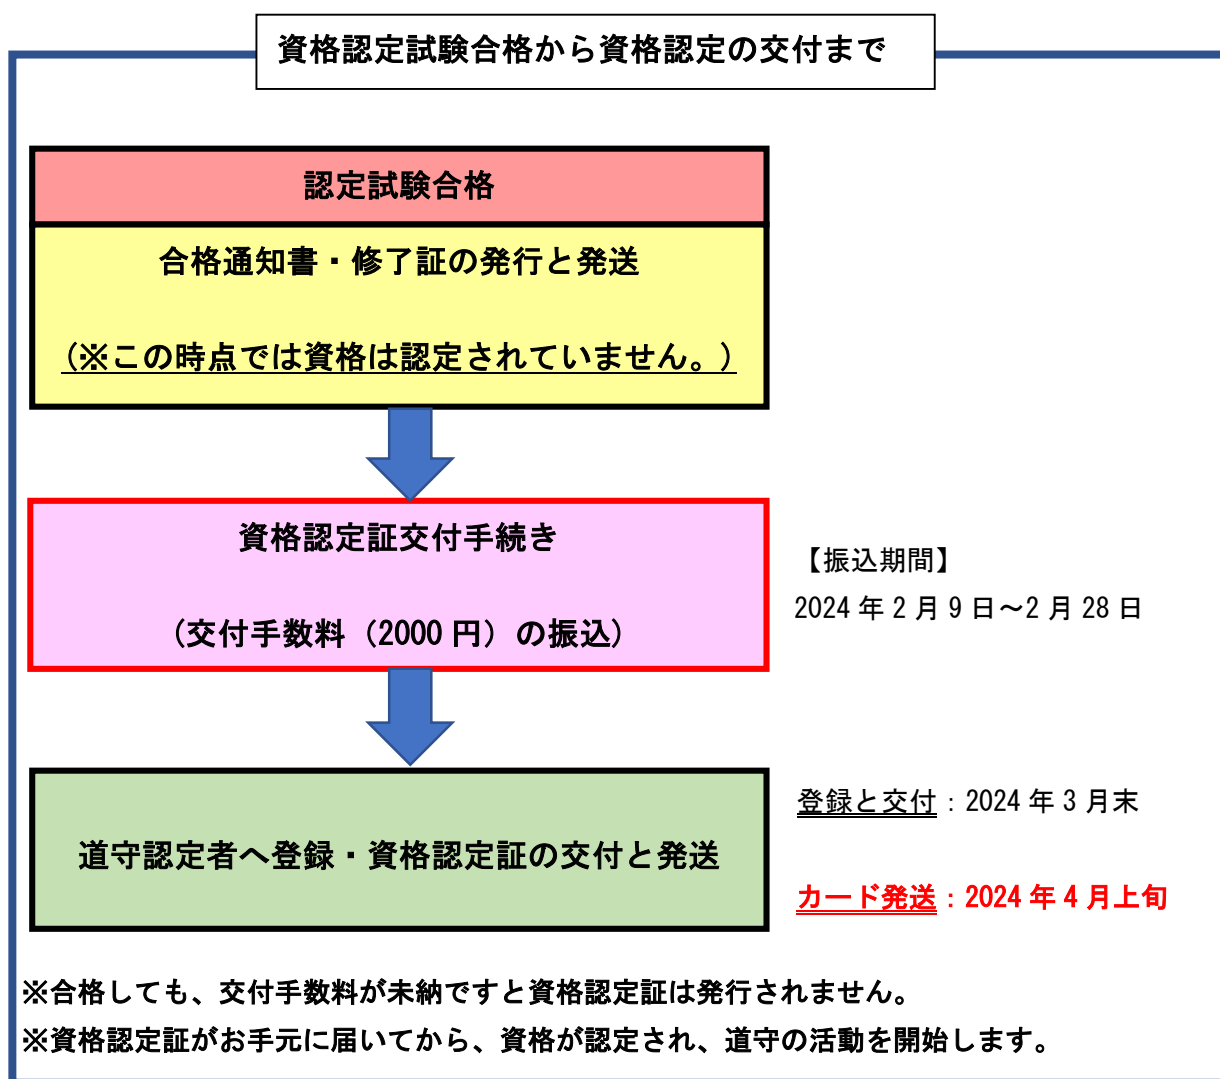 資格認定試験合格から資格認定の交付まで
認定試験合格
合格通知書・修了証の発行と発送
(※この時点では資格は認定されていません。)
資格認定証交付手続き
(交付手数料（2000円）の振込)
【振込期間】
2024年2月9日～2月28日
道守認定者へ登録・資格認定証の交付と発送
登録と交付：2024年3月末
カード発送：2024年4月上旬
※合格しても、交付手数料が未納ですと資格認定証は発行されません。
※資格認定証がお手元に届いてから、資格が認定され、道守の活動を開始します。